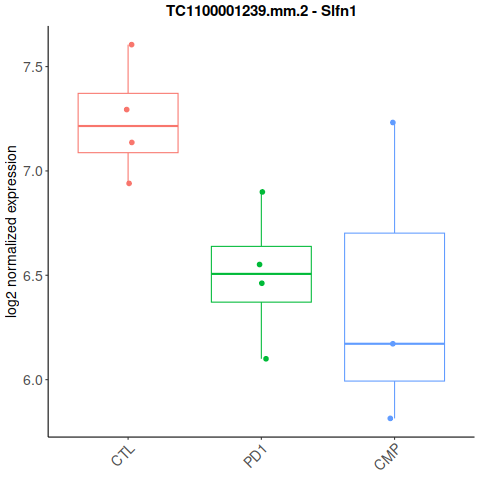 TC1100001239.mm.2 - Slfn1
log2 normalized expression
7.5
7.0
6.5
6.0
CTL
PD1
CMP